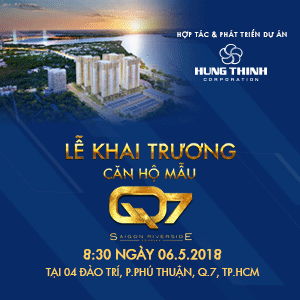 HỢP TÁC & PHÁT TRIỂN DỰ ÁN
HUNG THINH
CORPORATION
LỄ KHAI TRƯƠNG
CĂN HỘ MẪU
Q7
SAIGON RIVERSIDE
8:30 NGÀY 06.5.2018
TẠI 04 ĐÀO TRÍ, P.PHÚ THUẬN, Q.7, TP.HCM